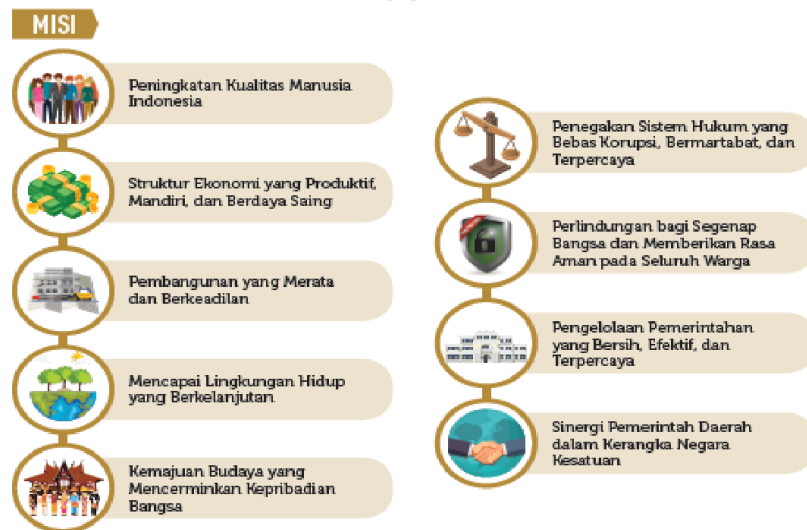 MISI
Peningkatan Kualitas Manusia
Indonesia
Struktur Ekonomi yang Produktif,
Mandiri, dan Berdaya Saing
Pembangunan yang Merata
dan Berkeadilan
Mencapai Lingkungan Hidup
yang Berkelanjutan
Kemajuan Budaya yang
Mencerminkan Kepribadian
Bangsa
Penegakan Sistem Hukum yang
Bebas Korupsi, Bermartabat, dan
Terpercaya
Perlindungan bagi Segenap
Bangsa dan Memberikan Rasa
Aman pada Seluruh Warga
Pengelolaan Pemerintahan
yang Bersih, Efektif, dan
Terpercaya
Sinergi Pemerintah Daerah
dalam Kerangka Negara
Kesatuan